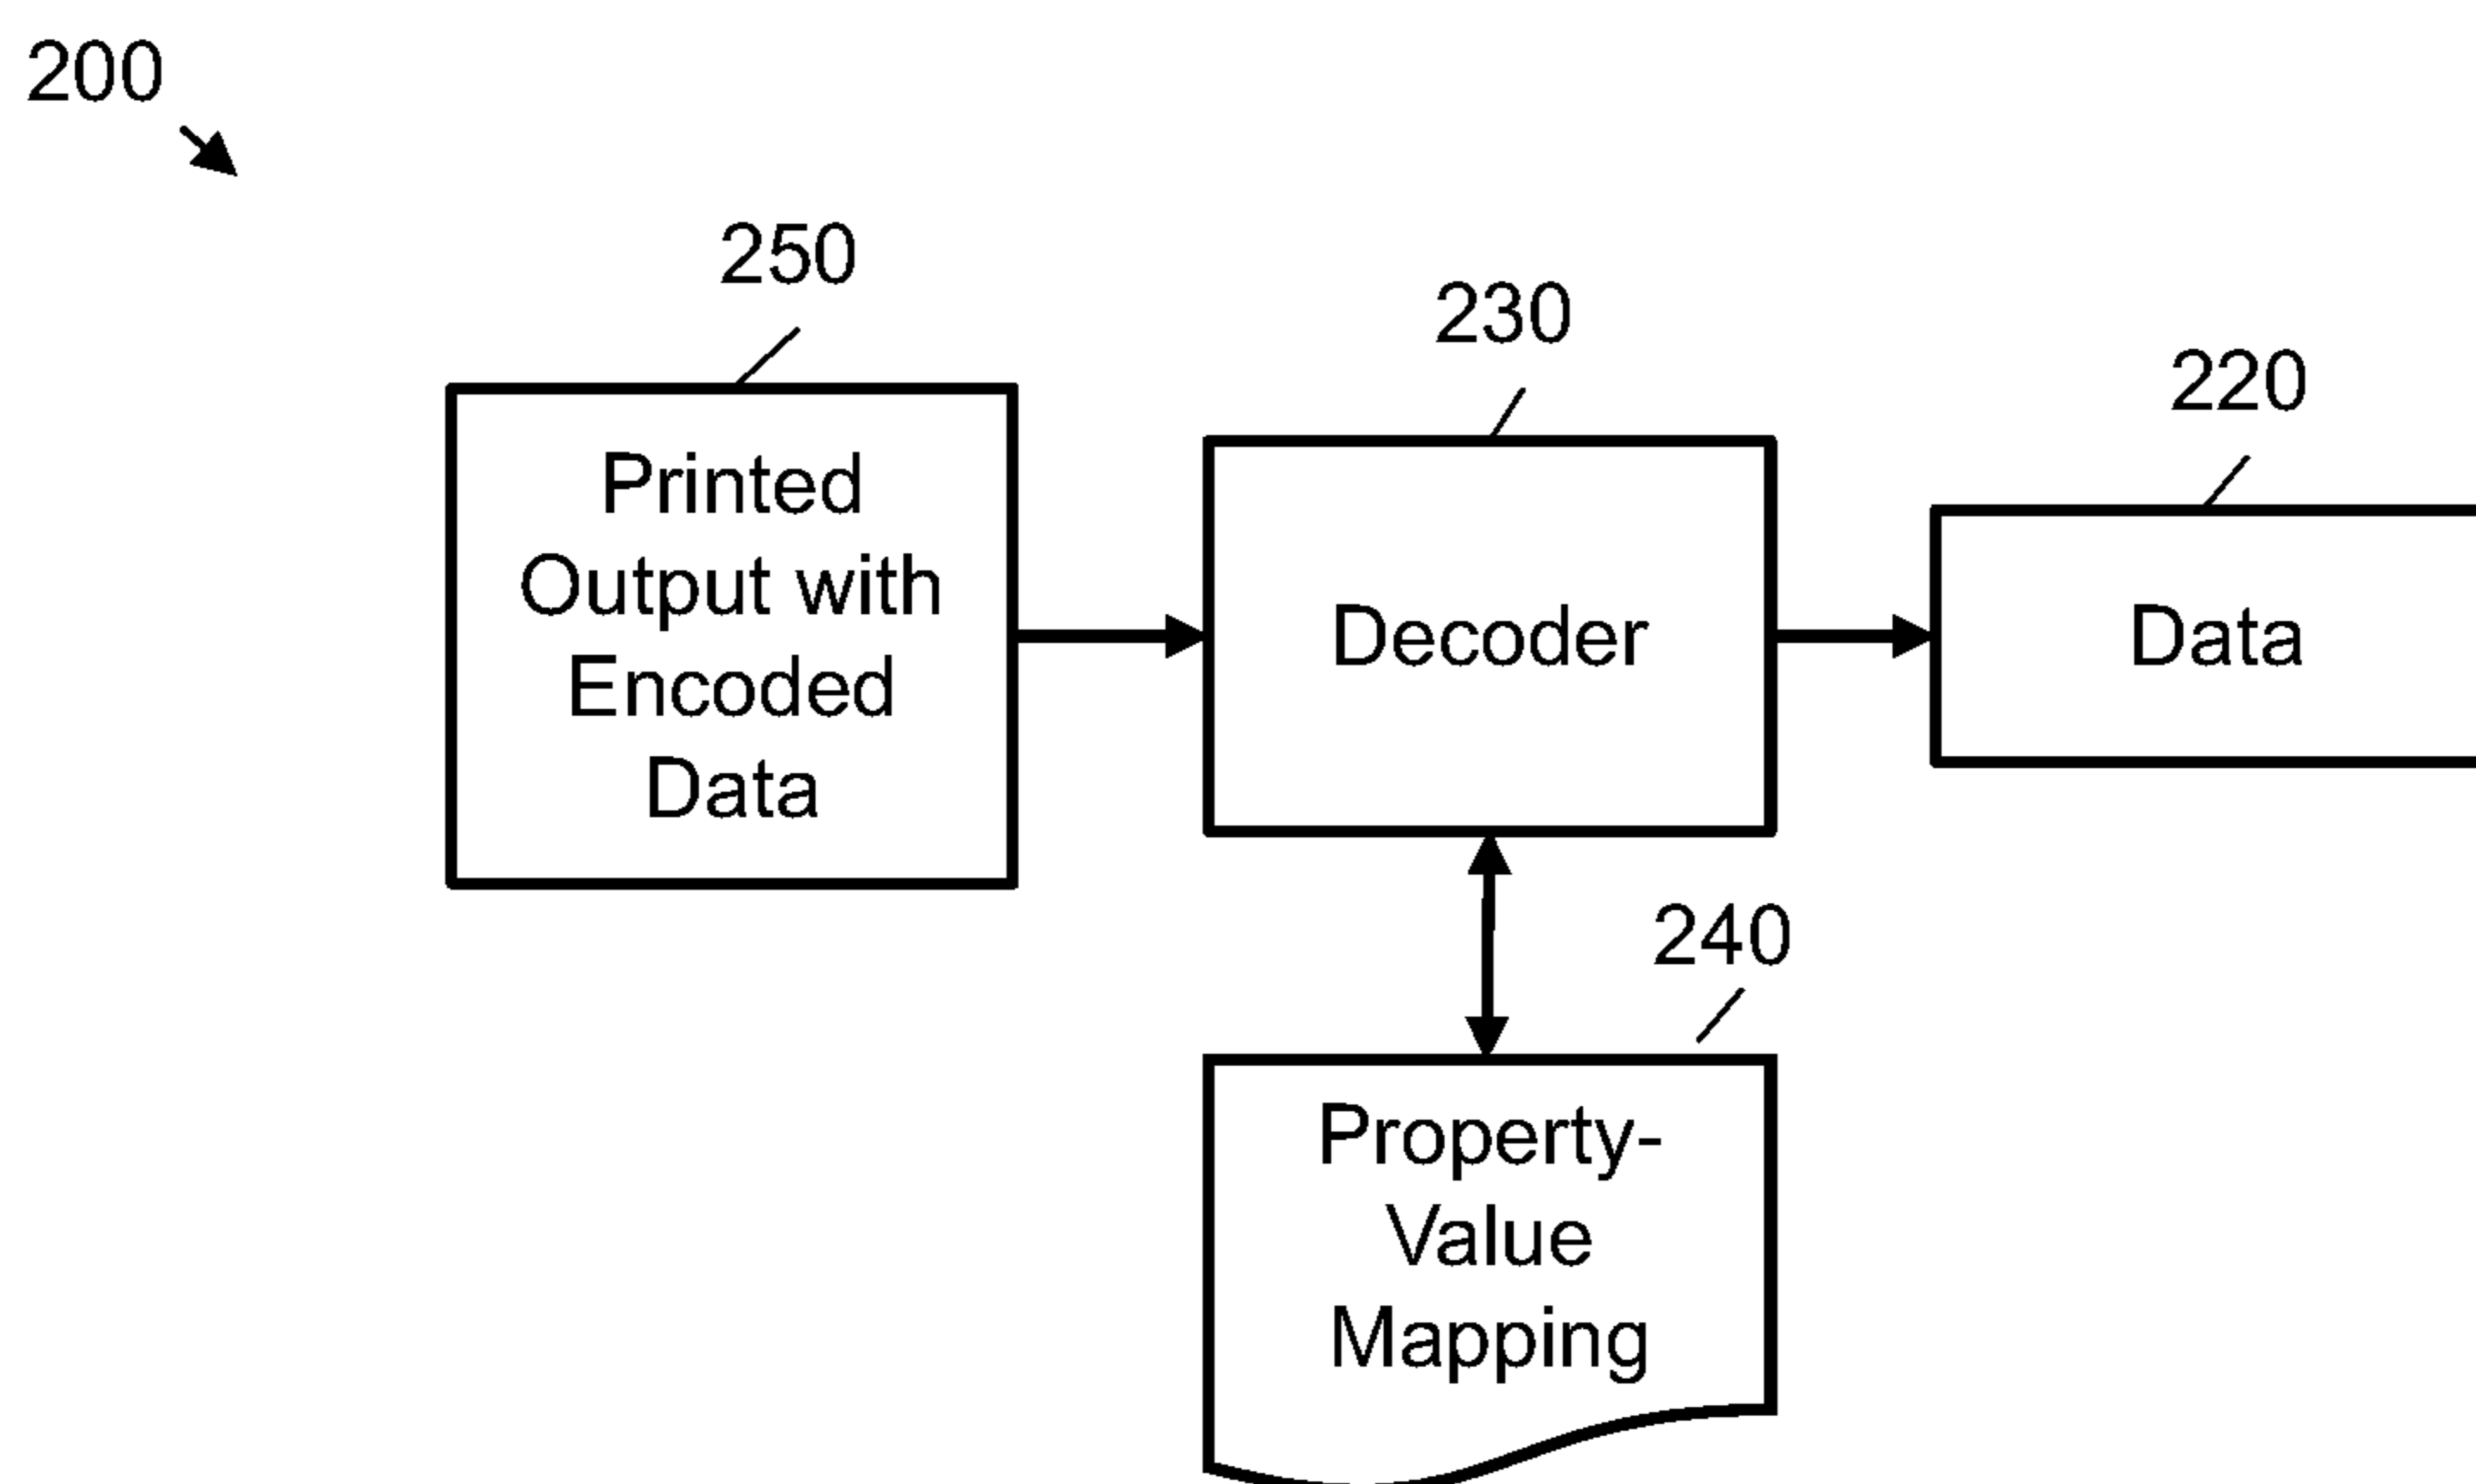 200
250
Printed
Output with
Encoded
Data
230
Decoder
220
Data
240
Property-
Value
Mapping